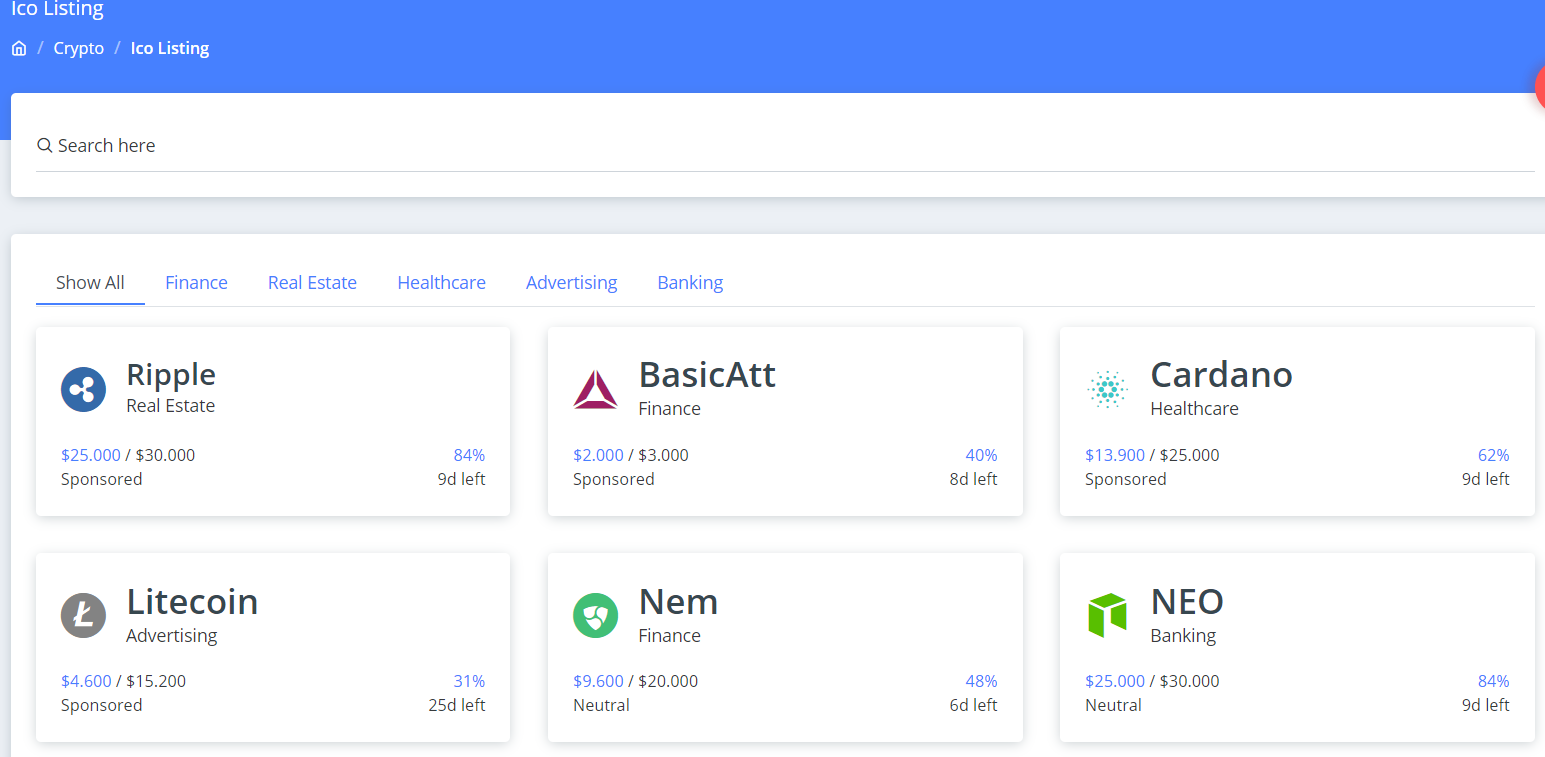 Ico Listing
/ Crypto / Ico Listing
Search here
Show All Finance Real Estate Healthcare Advertising Banking
Ripple
Real Estate
$25.000 / $30.000 84%
Sponsored 9d left
BasicAtt
Finance
$2.000 / $3.000 40%
Sponsored 8d left
Cardano
Healthcare
$13.900 / $25.000 62%
Sponsored 9d left
Litecoin
Advertising
$4.600 / $15.200 31%
Sponsored 25d left
Nem
Finance
$9.600 / $20.000 48%
Neutral 6d left
NEO
Banking
$25.000 / $30.000 84%
Neutral 9d left